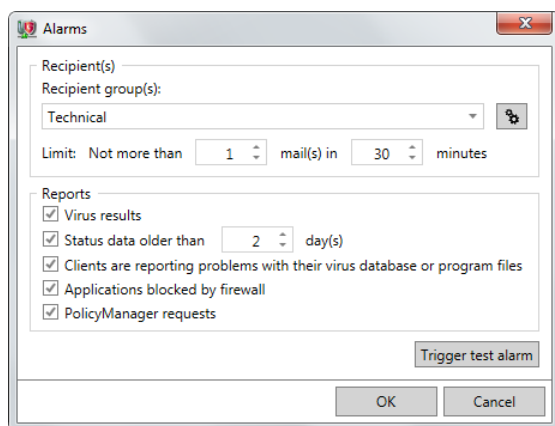 Alarms
Recipient(s)
Recipient group(s):
Technical
Limit: Not more than 1 mail(s) in 30 minutes
Reports
Virus results
Status data older than 2 day(s)
Clients are reporting problems with their virus database or program files
Applications blocked by firewall
PolicyManager requests
Trigger test alarm
OK Cancel